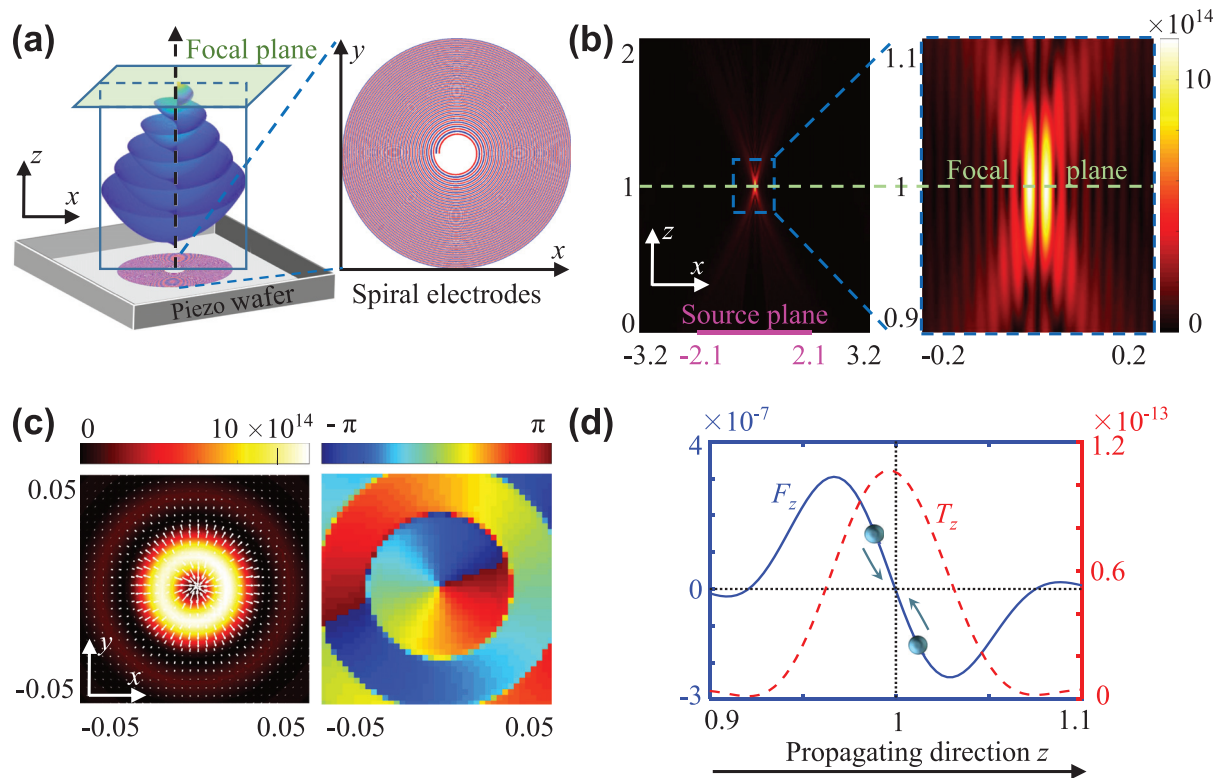 (a)
Focal plane
z
x
Piezo wafer
y
x
Spiral electrodes
(b)
2
1
0
z
x
Source plane
-3.2
-2.1
2.1
3.2
1.1
1
0.9
Focal plane
-0.2
0.2
×10^14
10
0
(c)
0
10 ×10^14
- π
π
0.05
-0.05
y
x
-0.05
0.05
-0.05
0.05
(d)
×10^-7
×10^-13
4
0
-3
F_z
T_z
1.2
0.6
0
0.9
1
1.1
Propagating direction z